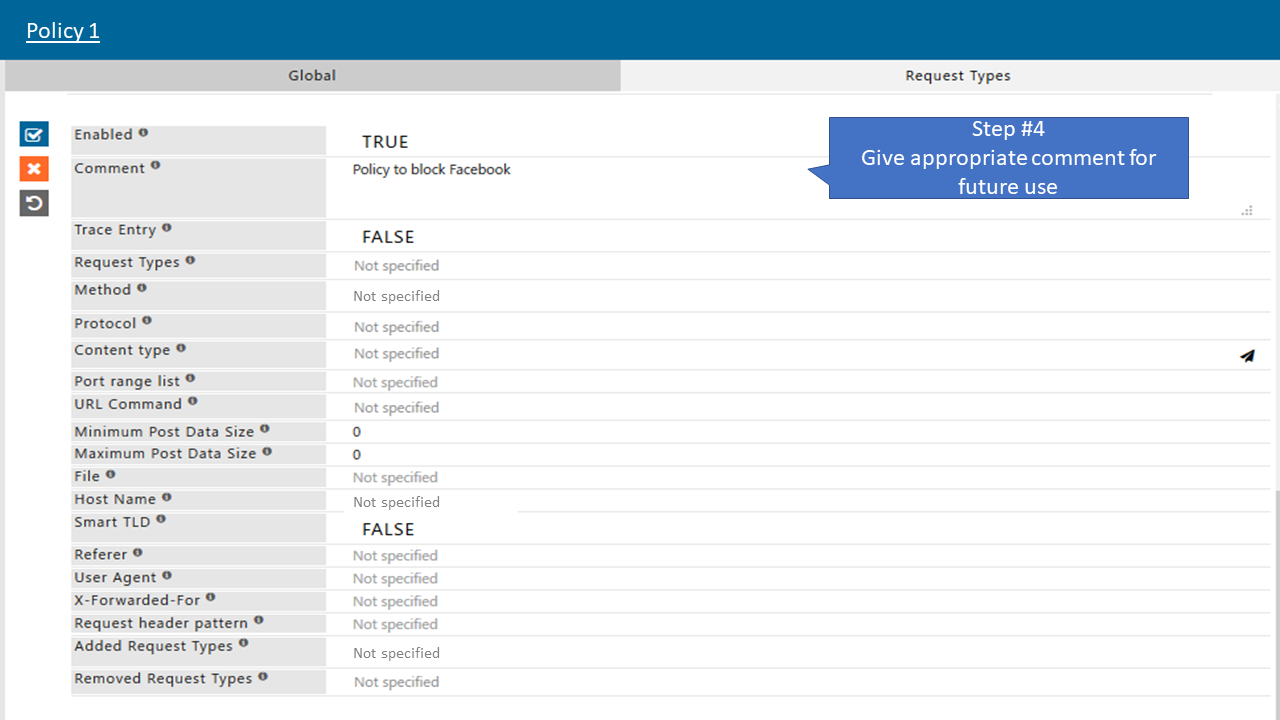 Policy 1
Global
Request Types
Step #4
Give appropriate comment for
future use
Enabled
TRUE
Comment
Policy to block Facebook
Trace Entry
FALSE
Request Types
Not specified
Method
Not specified
Protocol
Not specified
Content type
Not specified
Port range list
Not specified
URL Command
Not specified
Minimum Post Data Size
0
Maximum Post Data Size
0
File
Not specified
Host Name
Not specified
Smart TLD
FALSE
Referer
Not specified
User Agent
Not specified
X-Forwarded-For
Not specified
Request header pattern
Not specified
Added Request Types
Not specified
Removed Request Types
Not specified